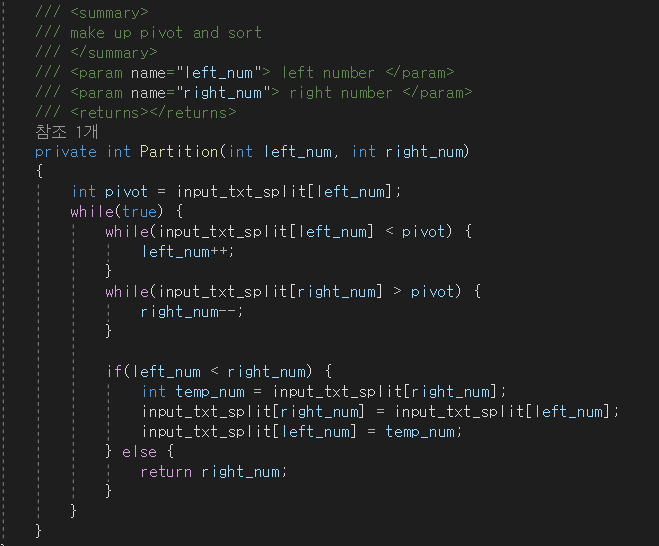 /// <summary>
/// make up pivot and sort
/// </summary>
/// <param name="left_num"> left number </param>
/// <param name="right_num"> right number </param>
/// <returns></returns>
참조 1개
private int Partition(int left_num, int right_num)
{
int pivot = input_txt_split[left_num];
while(true) {
while(input_txt_split[left_num] < pivot) {
left_num++;
}
while(input_txt_split[right_num] > pivot) {
right_num--;
}
if(left_num < right_num) {
int temp_num = input_txt_split[right_num];
input_txt_split[right_num] = input_txt_split[left_num];
input_txt_split[left_num] = temp_num;
} else {
return right_num;
}
}
}